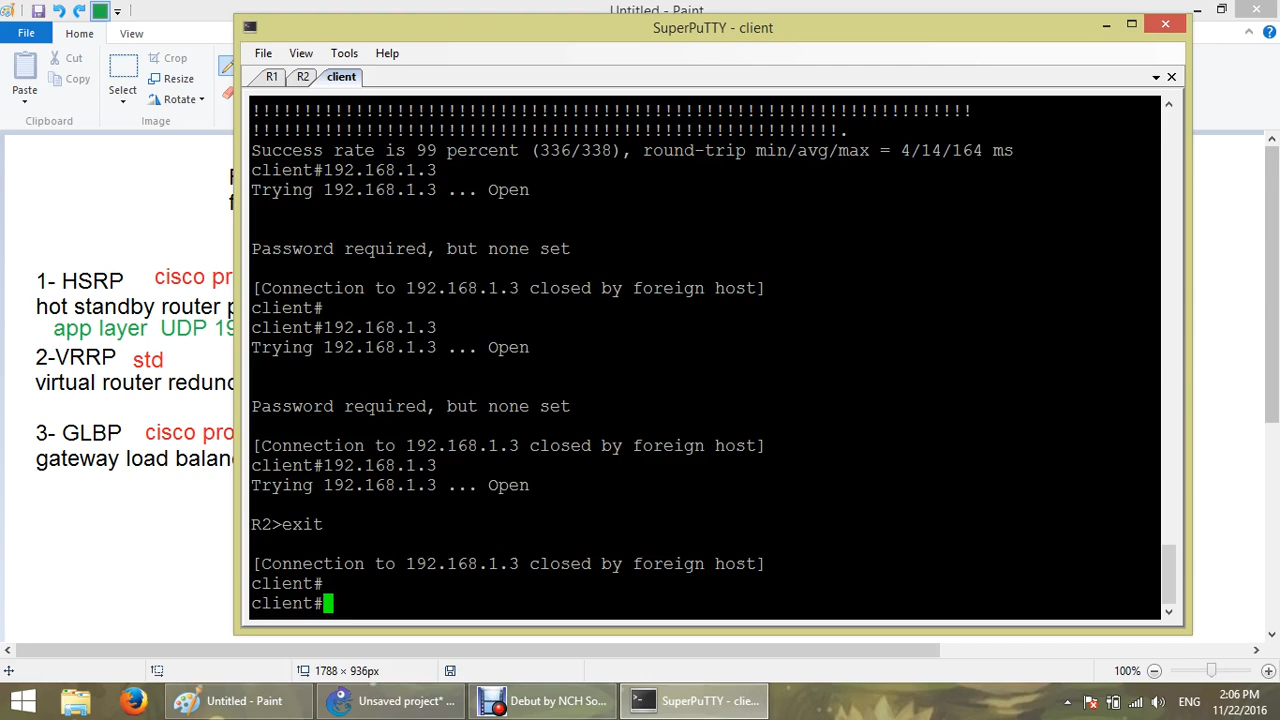 Untitled - Paint
File
Home
View
Cut
Copy
Paste
Clipboard
Select
Crop
Resize
Rotate
Image
SuperPuTTY - client
File View Tools Help
R1 R2 client
!!!!!!!!!!!!!!!!!!!!!!!!!!!!!!!!!!!!!!!!!!!!!!!!!!!!!!!!!!!!!!!!!!!!!!
!!!!!!!!!!!!!!!!!!!!!!!!!!!!!!!!!!!!!!!!!!!!!!!!!!!!!!!!!.
Success rate is 99 percent (336/338), round-trip min/avg/max = 4/14/164 ms
client#192.168.1.3
Trying 192.168.1.3 ... Open
Password required, but none set
[Connection to 192.168.1.3 closed by foreign host]
client#
client#192.168.1.3
Trying 192.168.1.3 ... Open
Password required, but none set
[Connection to 192.168.1.3 closed by foreign host]
client#192.168.1.3
Trying 192.168.1.3 ... Open
R2>exit
[Connection to 192.168.1.3 closed by foreign host]
client#
client#
1- HSRP cisco pr
hot standby router p
app layer UDP 19
2-VRRP std
virtual router redund
3- GLBP cisco pro
gateway load balan
1788 × 936px
100%
Untitled - Paint
Unsaved project* ...
Debut by NCH So...
SuperPuTTY - clie...
ENG
2:06 PM
11/22/2016